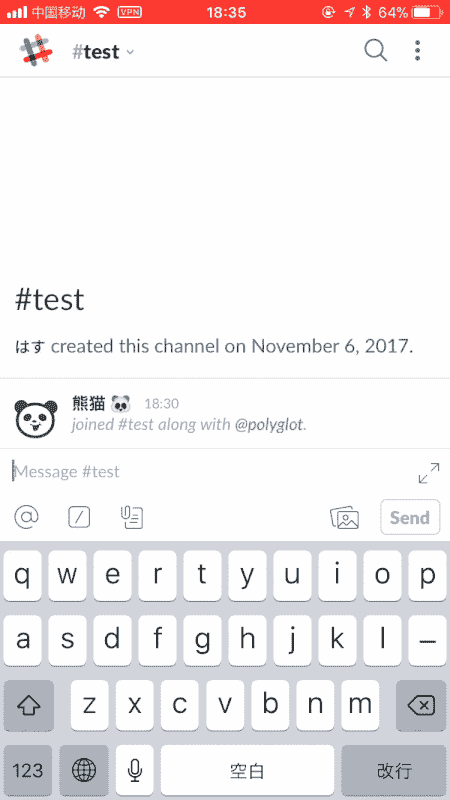 中国移动 VPN 18:35 64%
#test
#test
はす created this channel on November 6, 2017.
熊猫 🐼 18:30
joined #test along with @polyglot.
Message #test
@ / Send
q w e r t y u i o p
a s d f g h j k l ー
z x c v b n m
123 空白 改行